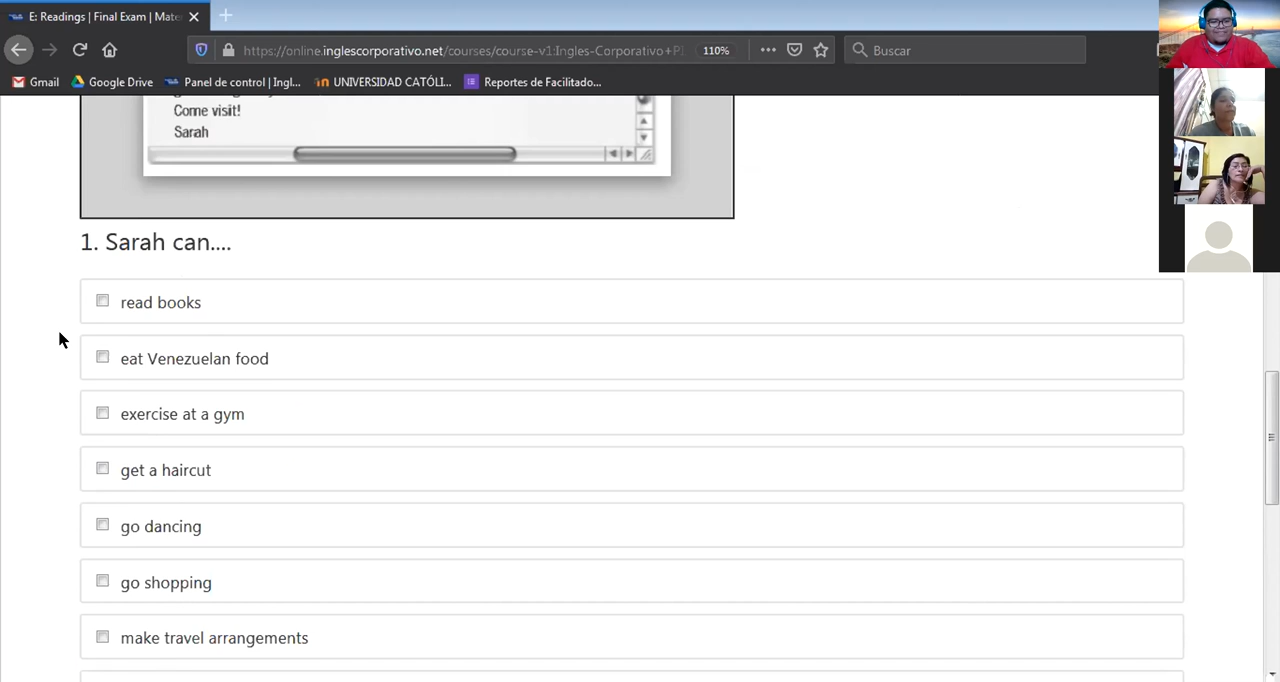 E: Readings | Final Exam | Mate
https://online.inglescorporativo.net/courses/course-v1:Ingles-Corporativo+P
110%
Buscar
Gmail
Google Drive
Panel de control | Ingl...
UNIVERSIDAD CATÓLI...
Reportes de Facilitado...
Come visit!
Sarah
1. Sarah can....
read books
eat Venezuelan food
exercise at a gym
get a haircut
go dancing
go shopping
make travel arrangements